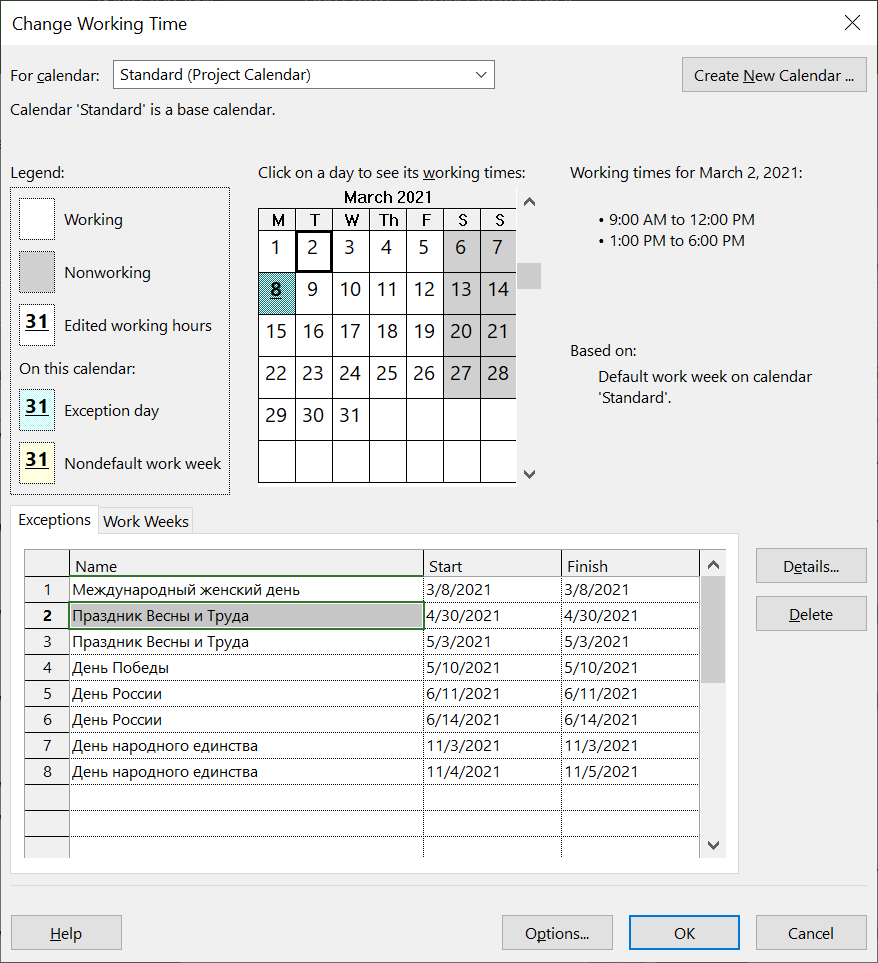 Change Working Time
For calendar: Standard (Project Calendar) Create New Calendar ...
Calendar 'Standard' is a base calendar.
Legend:
Working
Nonworking
31 Edited working hours
On this calendar:
31 Exception day
31 Nondefault work week
Click on a day to see its working times:
March 2021
M T W Th F S S
1 2 3 4 5 6 7
8 9 10 11 12 13 14
15 16 17 18 19 20 21
22 23 24 25 26 27 28
29 30 31
Working times for March 2, 2021:
• 9:00 AM to 12:00 PM
• 1:00 PM to 6:00 PM
Based on:
Default work week on calendar
'Standard'.
Exceptions Work Weeks
Name Start Finish
1 Международный женский день 3/8/2021 3/8/2021
2 Праздник Весны и Труда 4/30/2021 4/30/2021
3 Праздник Весны и Труда 5/3/2021 5/3/2021
4 День Победы 5/10/2021 5/10/2021
5 День России 6/11/2021 6/11/2021
6 День России 6/14/2021 6/14/2021
7 День народного единства 11/3/2021 11/3/2021
8 День народного единства 11/4/2021 11/5/2021
Details...
Delete
Help Options... OK Cancel